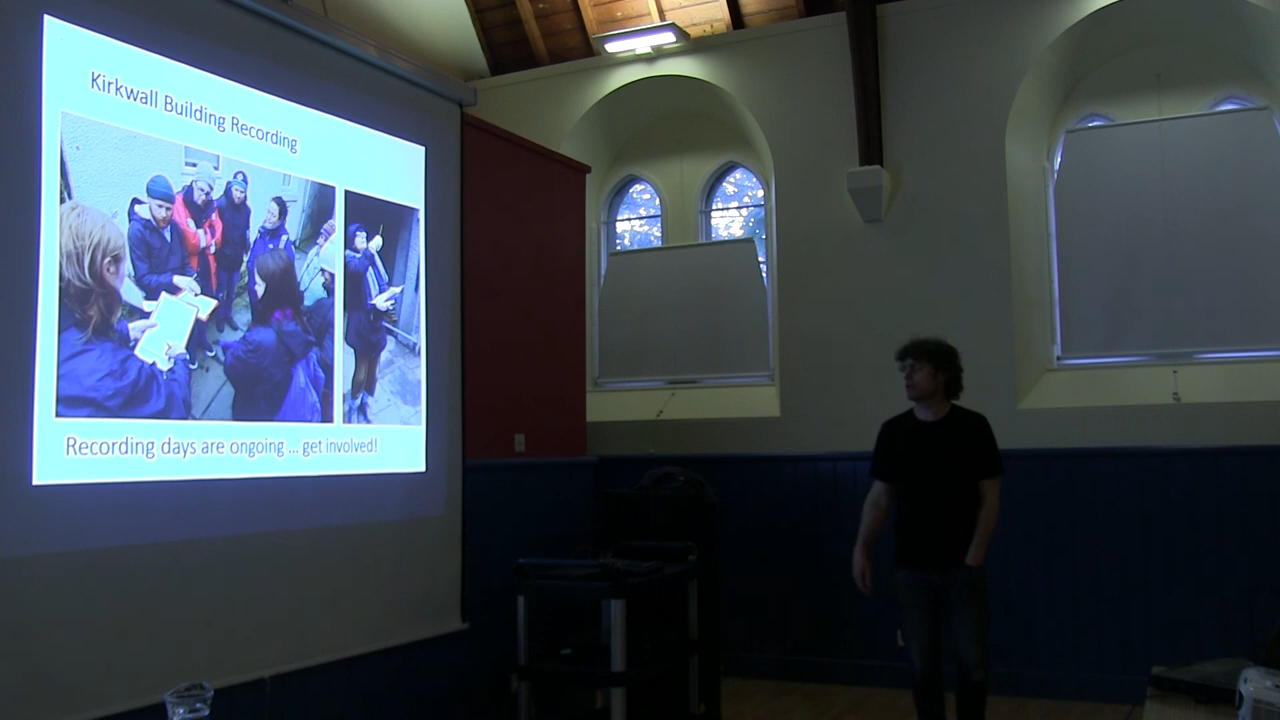 Kirkwall Building Recording
Recording days are ongoing ... get involved!